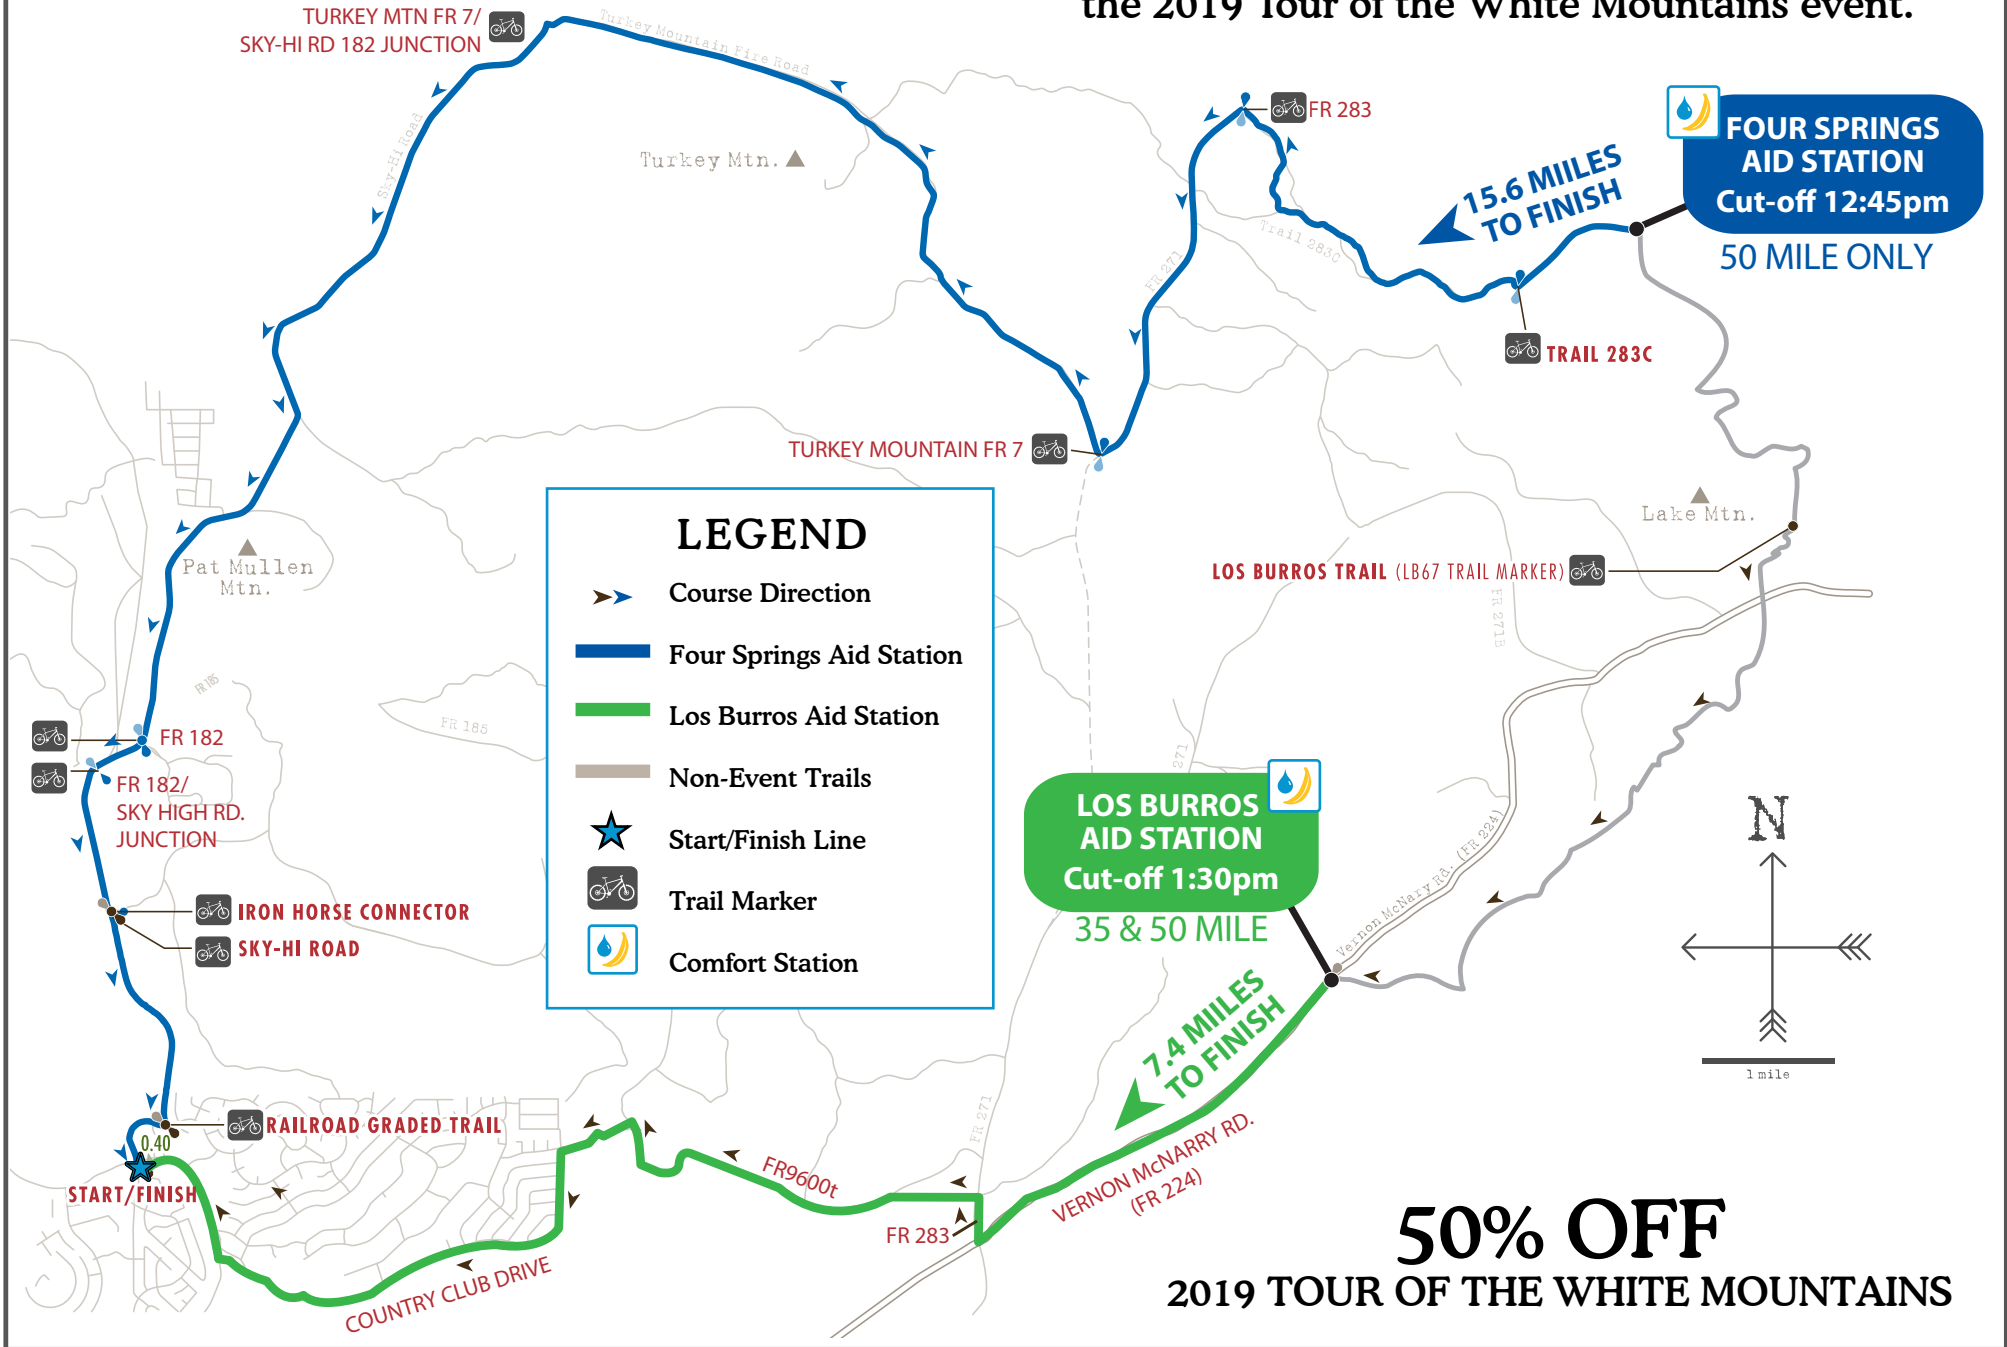 the 2019 Tour of the White Mountains event.
TURKEY MTN FR 7/
SKY-HI RD 182 JUNCTION
Turkey Mountain Fire Road
Sky-Hi Road
Turkey Mtn.
FR 283
FOUR SPRINGS
AID STATION
Cut-off 12:45pm
50 MILE ONLY
15.6 MIILES
TO FINISH
Trail 283C
FR 271
TRAIL 283C
TURKEY MOUNTAIN FR 7
Lake Mtn.
LOS BURROS TRAIL (LB67 TRAIL MARKER)
FR 271E
Pat Mullen
Mtn.
FR 185
FR 185
LEGEND
Course Direction
Four Springs Aid Station
Los Burros Aid Station
Non-Event Trails
Start/Finish Line
Trail Marker
Comfort Station
FR 182
FR 182/
SKY HIGH RD.
JUNCTION
271
LOS BURROS
AID STATION
Cut-off 1:30pm
35 & 50 MILE
Vernon McNary Rd. (FR 224)
N
1 mile
IRON HORSE CONNECTOR
SKY-HI ROAD
7.4 MIILES
TO FINISH
RAILROAD GRADED TRAIL
0.40
START/FINISH
FR 271
FR9600t
FR 283
VERNON McNARRY RD.
(FR 224)
COUNTRY CLUB DRIVE
50% OFF
2019 TOUR OF THE WHITE MOUNTAINS